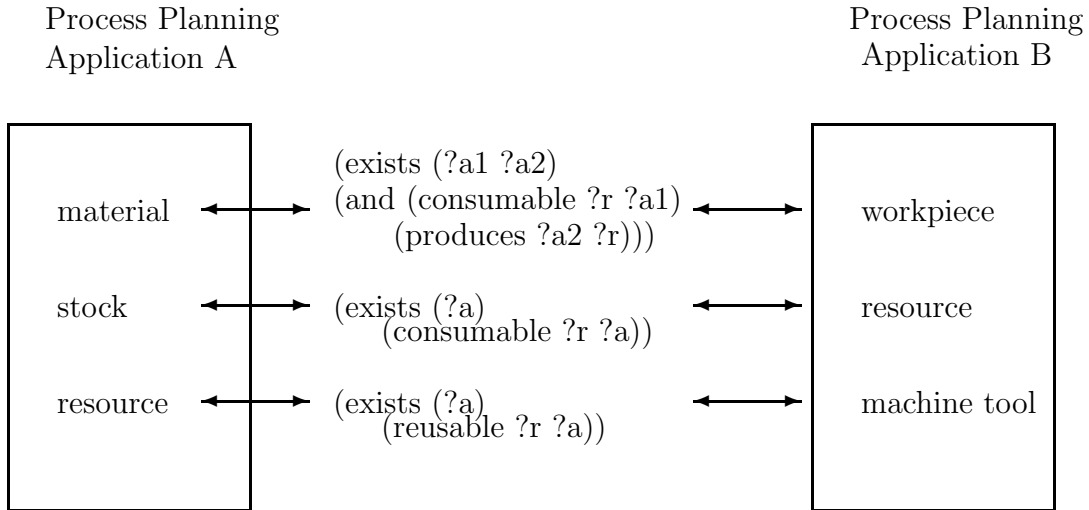 Process Planning
Application A
Process Planning
Application B
material
(exists (?a1 ?a2)
(and (consumable ?r ?a1)
(produces ?a2 ?r)))
workpiece
stock
(exists (?a)
(consumable ?r ?a))
resource
resource
(exists (?a)
(reusable ?r ?a))
machine tool